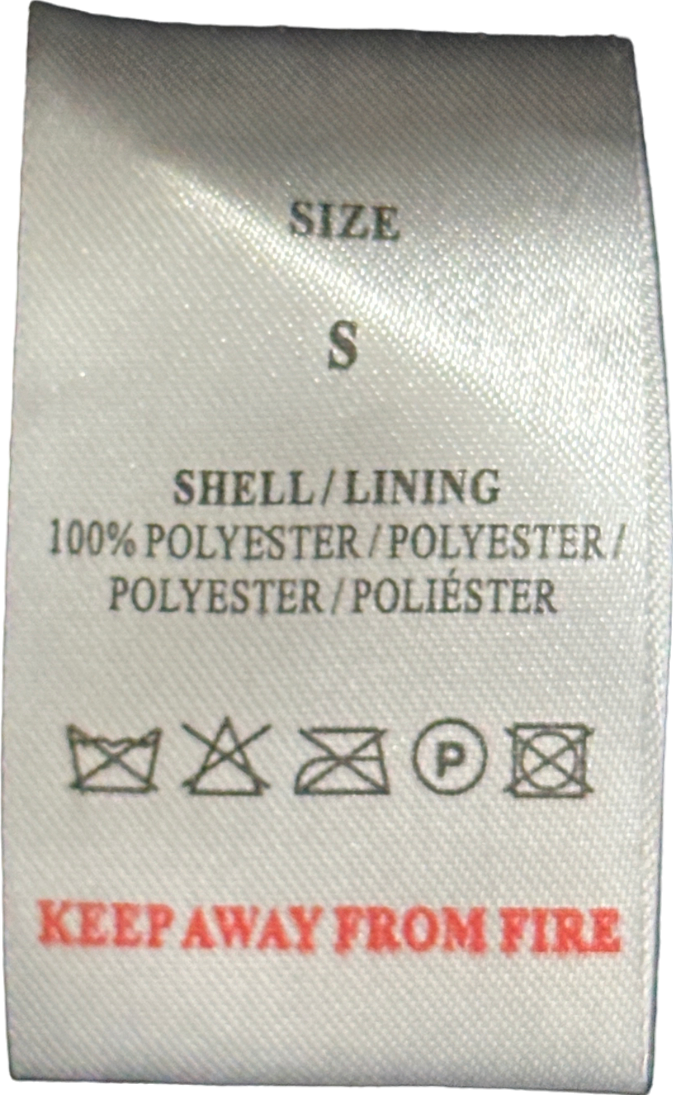 SIZE
S
SHELL/LINING
100% POLYESTER/POLYESTER/
POLYESTER/POLIÉSTER
P
KEEP AWAY FROM FIRE